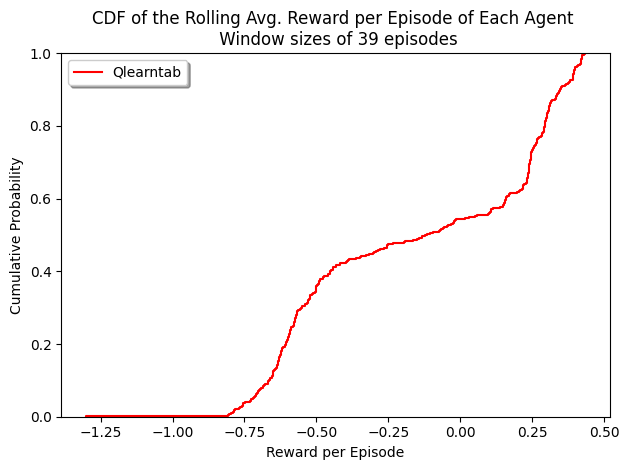 CDF of the Rolling Avg. Reward per Episode of Each Agent
Window sizes of 39 episodes
Qlearntab
1.0
0.8
0.6
0.4
0.2
0.0
Cumulative Probability
−1.25 −1.00 −0.75 −0.50 −0.25 0.00 0.25 0.50
Reward per Episode